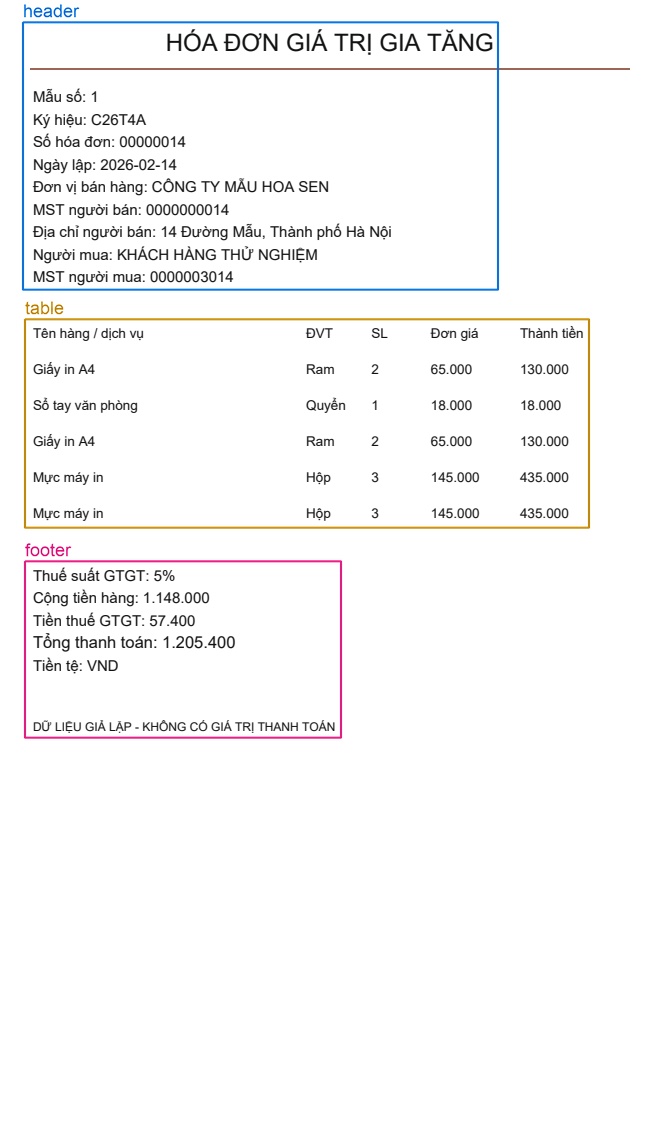 header
HÓA ĐƠN GIÁ TRỊ GIA TĂNG
Mẫu số: 1
Ký hiệu: C26T4A
Số hóa đơn: 00000014
Ngày lập: 2026-02-14
Đơn vị bán hàng: CÔNG TY MẪU HOA SEN
MST người bán: 0000000014
Địa chỉ người bán: 14 Đường Mẫu, Thành phố Hà Nội
Người mua: KHÁCH HÀNG THỬ NGHIỆM
MST người mua: 0000003014
table
Tên hàng / dịch vụ ĐVT SL Đơn giá Thành tiền
Giấy in A4 Ram 2 65.000 130.000
Sổ tay văn phòng Quyển 1 18.000 18.000
Giấy in A4 Ram 2 65.000 130.000
Mực máy in Hộp 3 145.000 435.000
Mực máy in Hộp 3 145.000 435.000
footer
Thuế suất GTGT: 5%
Cộng tiền hàng: 1.148.000
Tiền thuế GTGT: 57.400
Tổng thanh toán: 1.205.400
Tiền tệ: VND
DỮ LIỆU GIẢ LẬP - KHÔNG CÓ GIÁ TRỊ THANH TOÁN